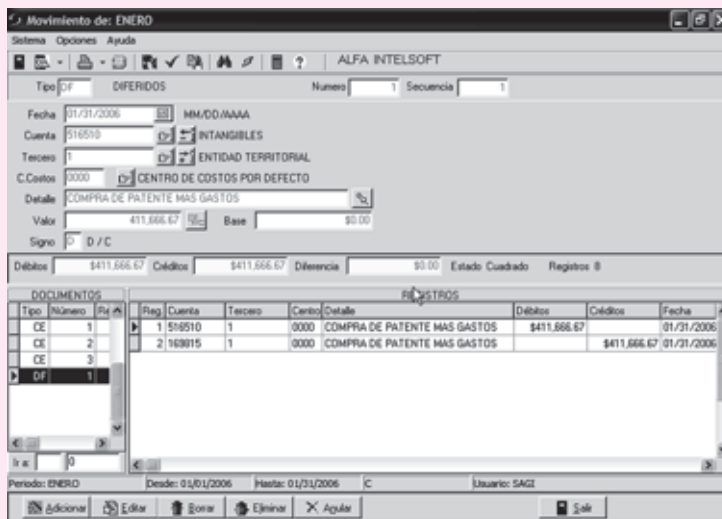 Movimiento de: ENERO
Sistema Opciones Ayuda
ALFA INTELSOFT
Tipo DF DIFERIDOS Numero 1 Secuencia 1
Fecha 01/31/2006 MM/DD/AAAA
Cuenta 516510 INTANGIBLES
Tercero 1 ENTIDAD TERRITORIAL
C.Costos 0000 CENTRO DE COSTOS POR DEFECTO
Detalle COMPRA DE PATENTE MAS GASTOS
Valor 411,666.67 Base $0.00
Signo D D / C
Débitos $411,666.67 Créditos $411,666.67 Diferencia $0.00 Estado Cuadrado Registros 8
DOCUMENTOS REGISTROS
Tipo Número Re Reg. Cuenta Tercero Centro Detalle Débitos Créditos Fecha
CE 1 1 516510 1 0000 COMPRA DE PATENTE MAS GASTOS $411,666.67 01/31/2006
CE 2 2 169815 1 0000 COMPRA DE PATENTE MAS GASTOS $411,666.67 01/31/2006
CE 3
DF 1
Ir a: 0
Periodo: ENERO Desde: 01/01/2006 Hasta: 01/31/2006 C Usuario: SAGI
Adicionar Editar Borrar Eliminar Anular Salir